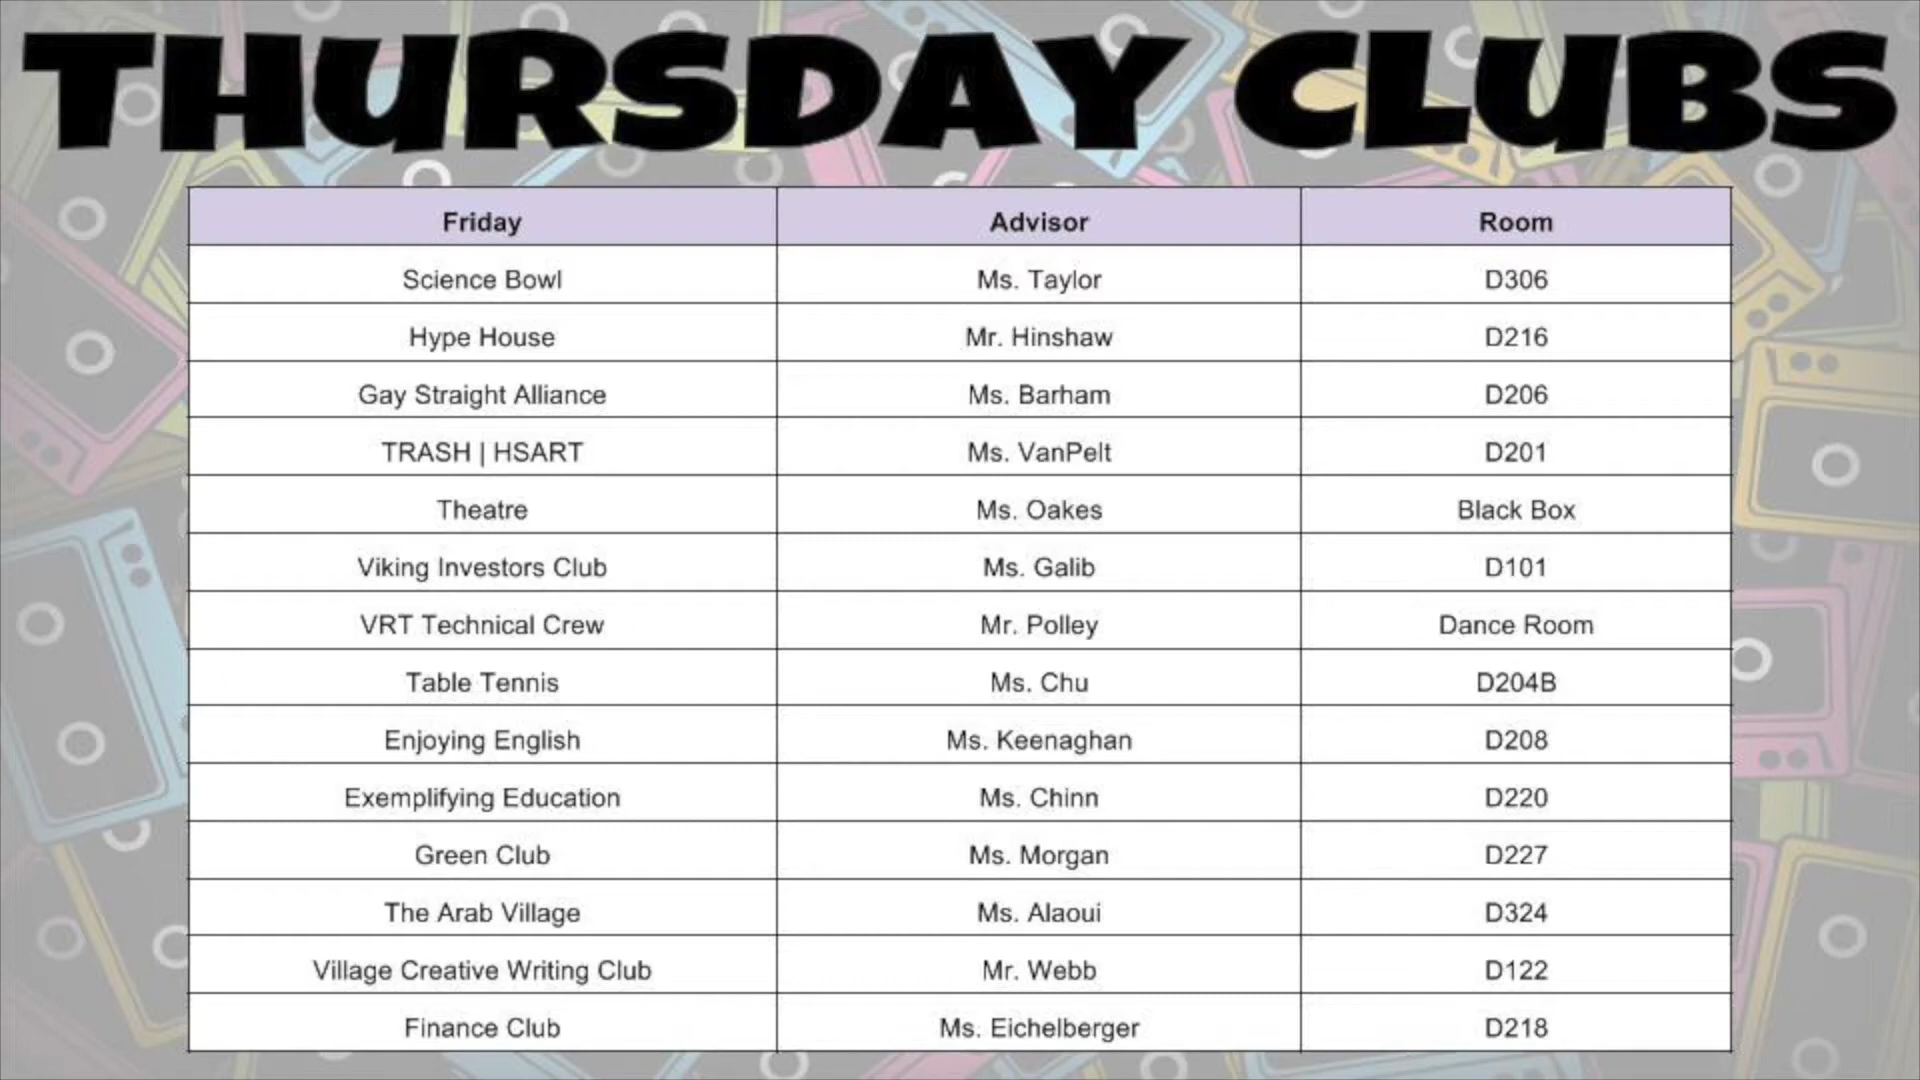 THURSDAY CLUBS
Friday Advisor Room
Science Bowl Ms. Taylor D306
Hype House Mr. Hinshaw D216
Gay Straight Alliance Ms. Barham D206
TRASH | HSART Ms. VanPelt D201
Theatre Ms. Oakes Black Box
Viking Investors Club Ms. Galib D101
VRT Technical Crew Mr. Polley Dance Room
Table Tennis Ms. Chu D204B
Enjoying English Ms. Keenaghan D208
Exemplifying Education Ms. Chinn D220
Green Club Ms. Morgan D227
The Arab Village Ms. Alaoui D324
Village Creative Writing Club Mr. Webb D122
Finance Club Ms. Eichelberger D218